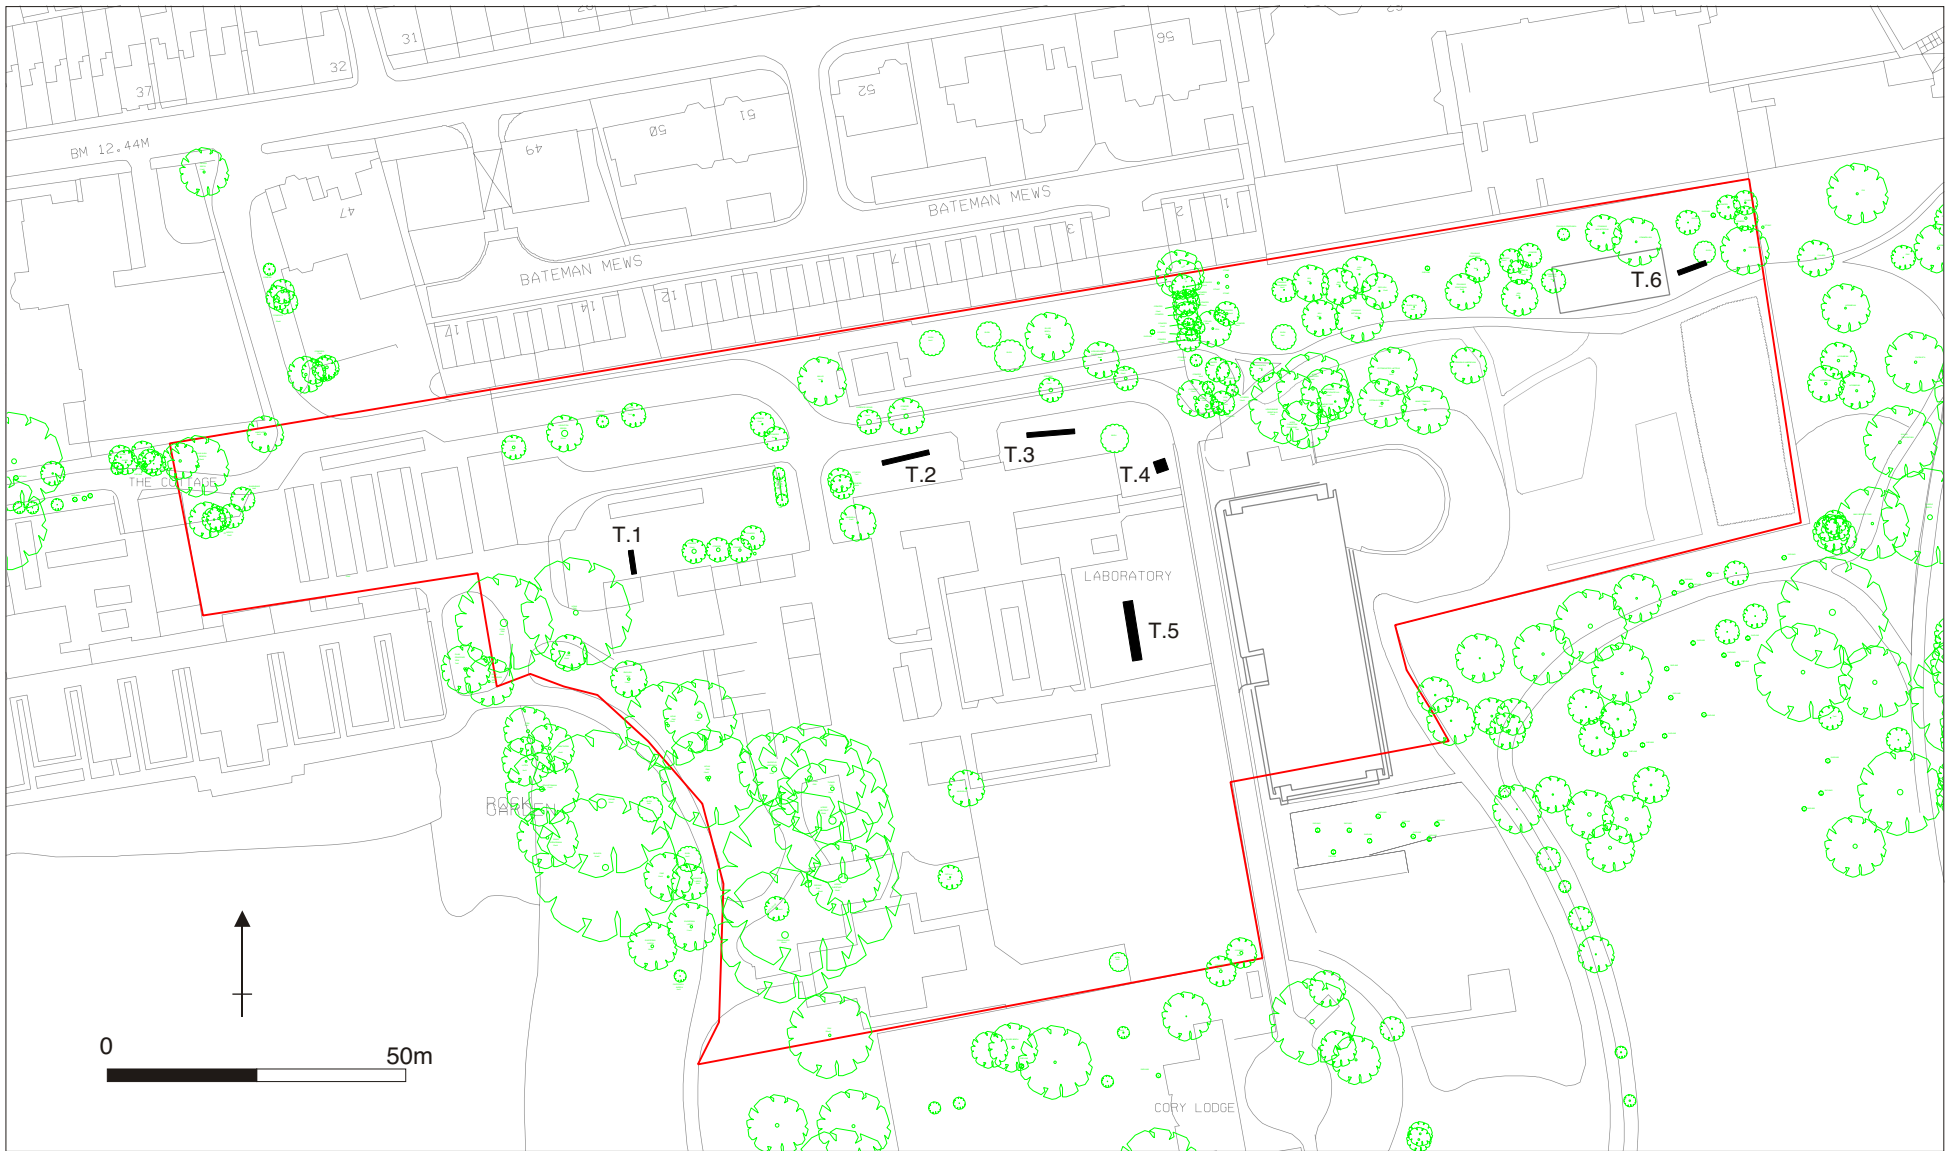 31
32
37
BM 12.44M
47
49
50
51
52
56
BATEMAN MEWS
BATEMAN MEWS
1
2
3
7
12
14
17
T.6
THE COTTAGE
T.2
T.3
T.4
T.1
LABORATORY
T.5
ROCK
GARDEN
0
50m
CORY LODGE